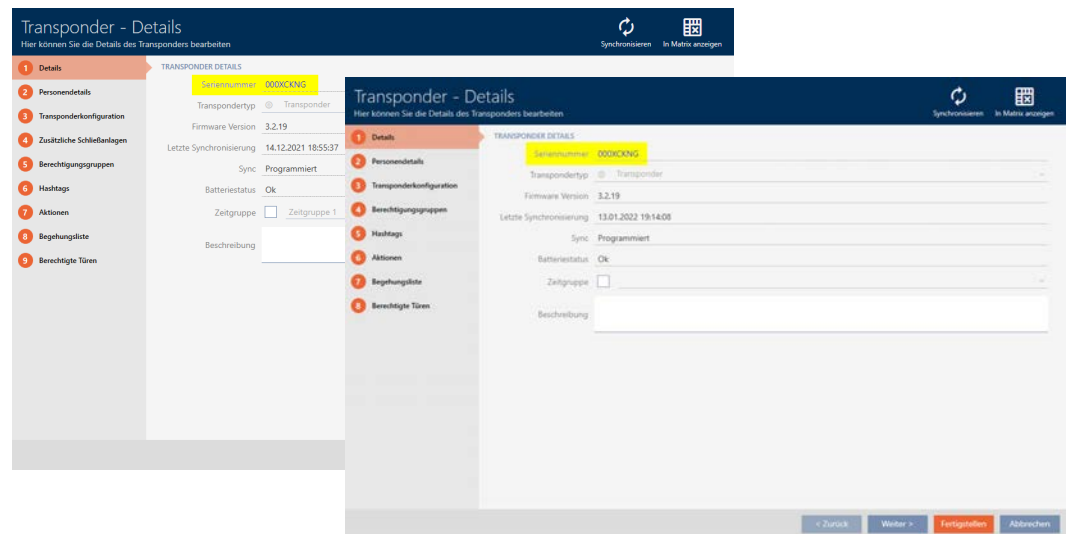 Transponder - Details
Hier können Sie die Details des Transponders bearbeiten
Synchronisieren
In Matrix anzeigen
1 Details
2 Personendetails
3 Transponderkonfiguration
4 Zusätzliche Schließanlagen
5 Berechtigungsgruppen
6 Hashtags
7 Aktionen
8 Begehungsliste
9 Berechtigte Türen
TRANSPONDER DETAILS
Seriennummer 000XCKNG
Transpondertyp Transponder
Firmware Version 3.2.19
Letzte Synchronisierung 14.12.2021 18:55:37
Sync Programmiert
Batteriestatus Ok
Zeitgruppe Zeitgruppe 1
Beschreibung
Transponder - Details
Hier können Sie die Details des Transponders bearbeiten
Synchronisieren
In Matrix anzeigen
1 Details
2 Personendetails
3 Transponderkonfiguration
4 Berechtigungsgruppen
5 Hashtags
6 Aktionen
7 Begehungsliste
8 Berechtigte Türen
TRANSPONDER DETAILS
Seriennummer 000XCKNG
Transpondertyp Transponder
Firmware Version 3.2.19
Letzte Synchronisierung 13.01.2022 19:14:08
Sync Programmiert
Batteriestatus Ok
Zeitgruppe
Beschreibung
< Zurück
Weiter >
Fertigstellen
Abbrechen